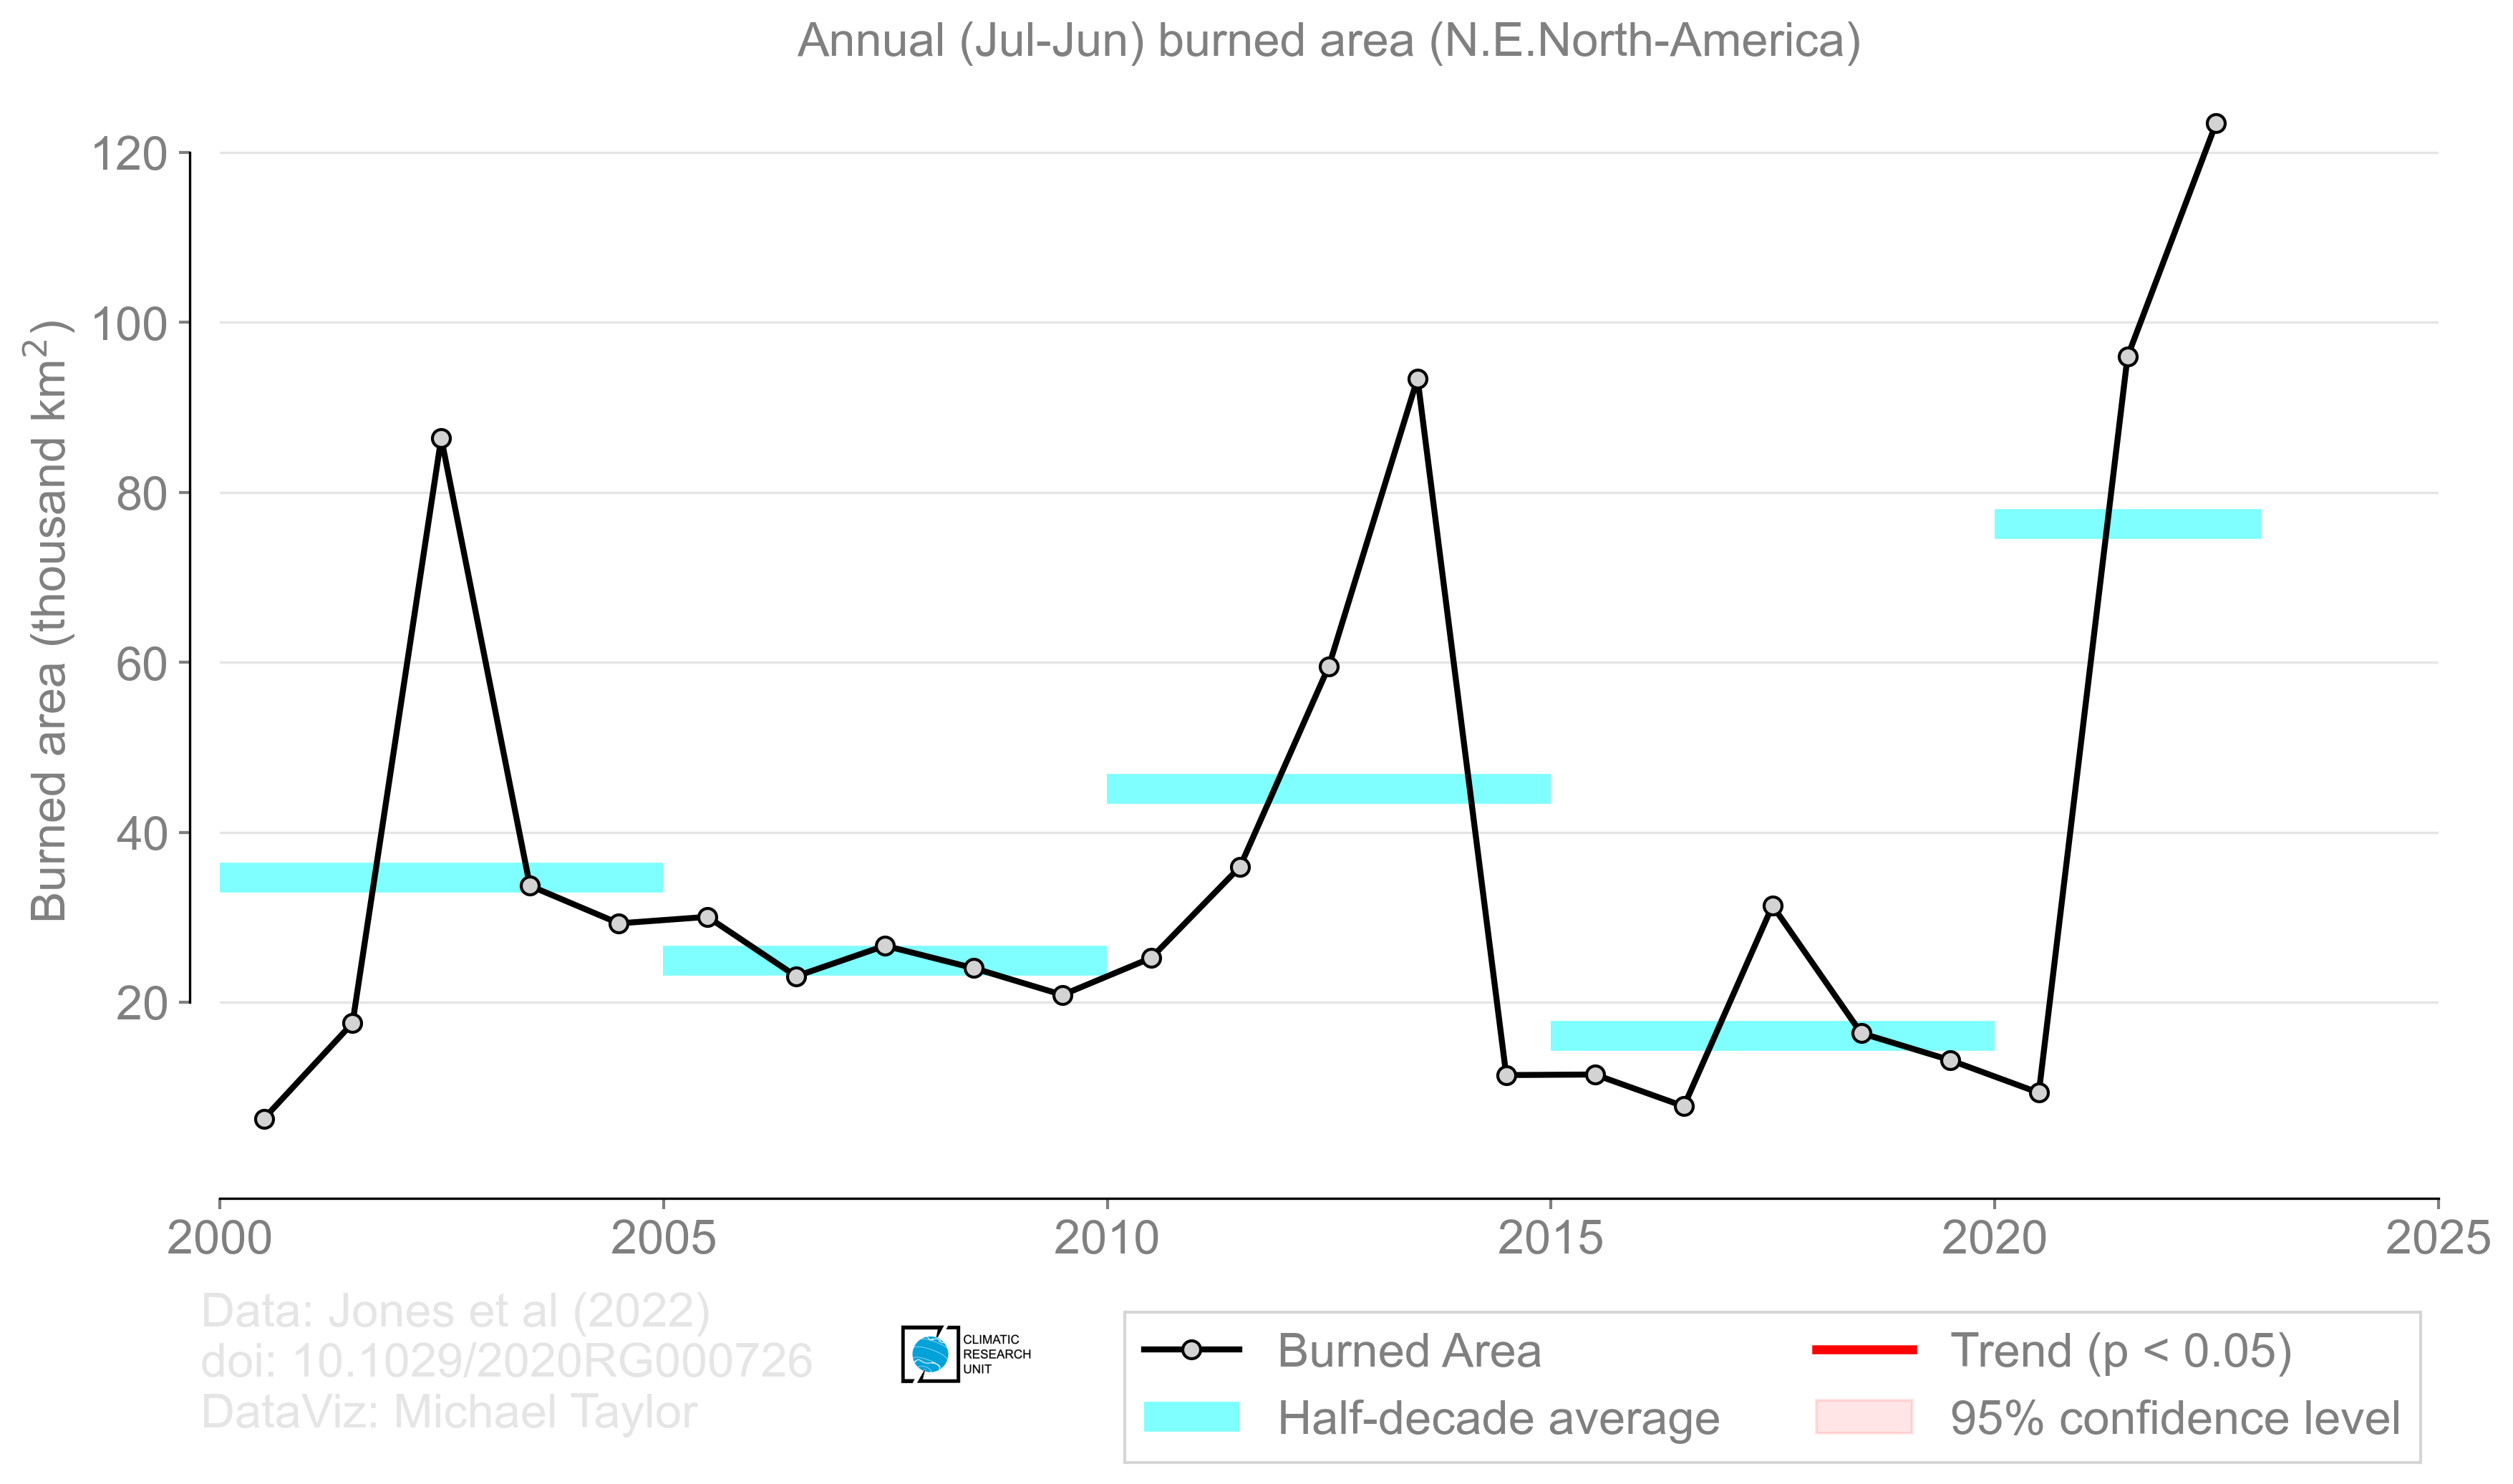 Annual (Jul-Jun) burned area (N.E.North-America)
Burned area (thousand km²)
120
100
80
60
40
20
2000 2005 2010 2015 2020 2025
Data: Jones et al (2022)
doi: 10.1029/2020RG000726
DataViz: Michael Taylor
CLIMATIC
RESEARCH
UNIT
Burned Area
Half-decade average
Trend (p < 0.05)
95% confidence level